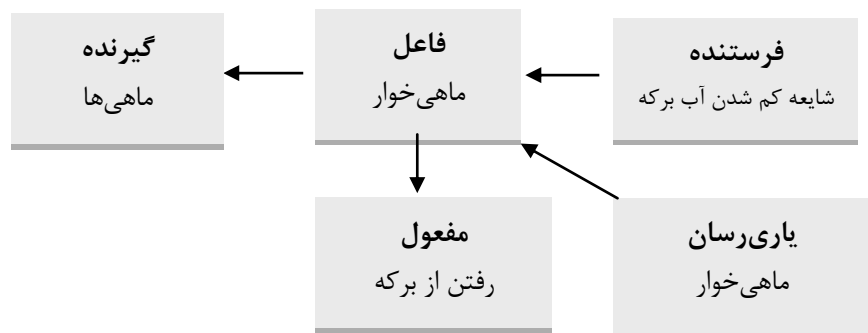 فرستنده
شایعه کم شدن آب برکه
فاعل
ماهی‌خوار
گیرنده
ماهی‌ها
یاری‌رسان
ماهی‌خوار
مفعول
رفتن از برکه